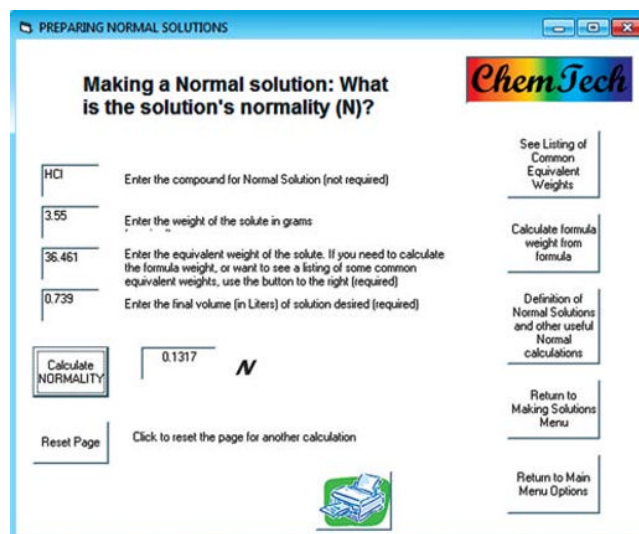 PREPARING NORMAL SOLUTIONS
Making a Normal solution: What
is the solution's normality (N)?
ChemTech
HCl
Enter the compound for Normal Solution (not required)
3.55
Enter the weight of the solute in grams
36.461
Enter the equivalent weight of the solute. If you need to calculate
the formula weight, or want to see a listing of some common
equivalent weights, use the button to the right (required)
0.739
Enter the final volume (in Liters) of solution desired (required)
Calculate
NORMALITY
0.1317
N
Reset Page
Click to reset the page for another calculation
See Listing of
Common
Equivalent
Weights
Calculate formula
weight from
formula
Definition of
Normal Solutions
and other useful
Normal
calculations
Return to
Making Solutions
Menu
Return to Main
Menu Options